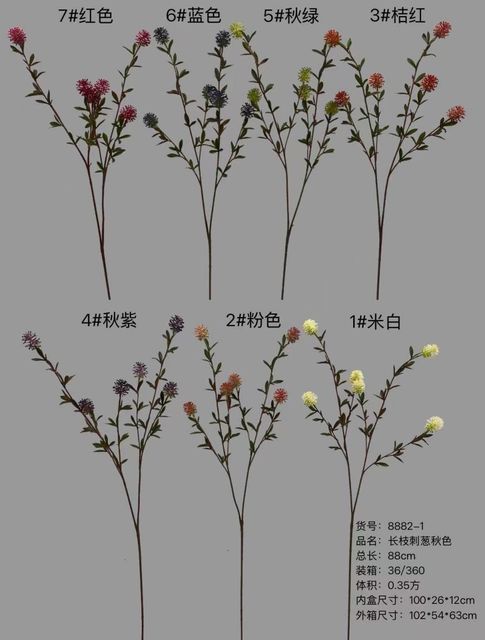 7#红色
6#蓝色
5#秋绿
3#桔红
4#秋紫
2#粉色
1#米白
货号：8882-1
品名：长枝刺葱秋色
总长：88cm
装箱：36/360
体积：0.35方
内盒尺寸：100*26*12cm
外箱尺寸：102*54*63cm